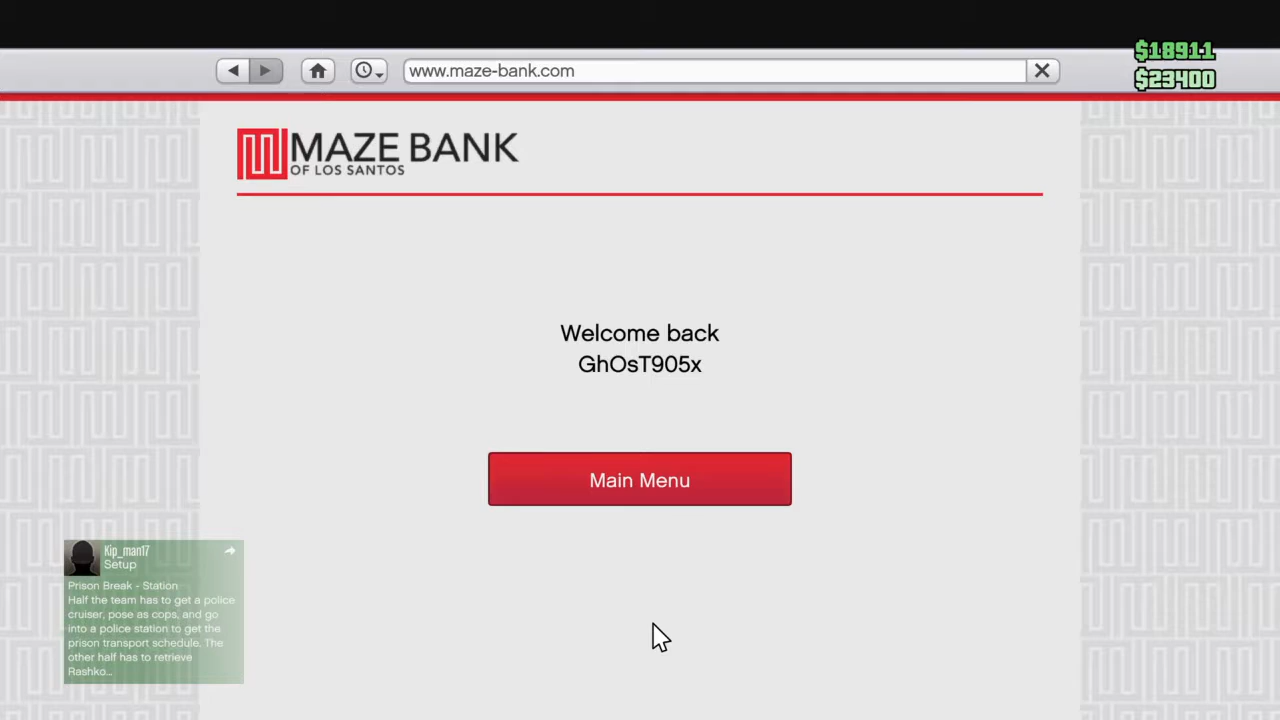 $18911
www.maze-bank.com
$23400
MAZE BANK
OF LOS SANTOS
Welcome back
GhOsT905x
Main Menu
Kip_man17
Setup
Prison Break - Station
Half the team has to get a police
cruiser, pose as cops, and go
into a police station to get the
prison transport schedule. The
other half has to retrieve
Rashko...